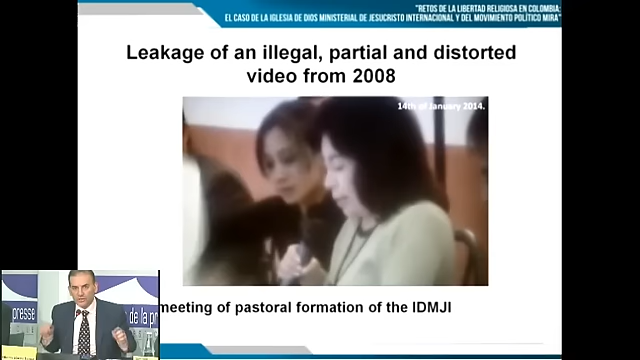 "RETOS DE LA LIBERTAD RELIGIOSA EN COLOMBIA:
EL CASO DE LA IGLESIA DE DIOS MINISTERIAL DE JESUCRISTO INTERNACIONAL Y DEL MOVIMIENTO POLÍTICO MIRA"
Leakage of an illegal, partial and distorted
video from 2008
14th of January 2014.
meeting of pastoral formation of the IDMJI
presse
de la pr